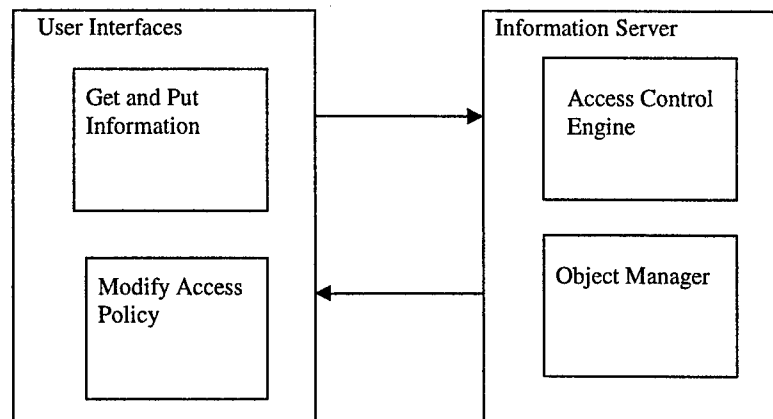 User Interfaces
Get and Put
Information
Modify Access
Policy
Information Server
Access Control
Engine
Object Manager